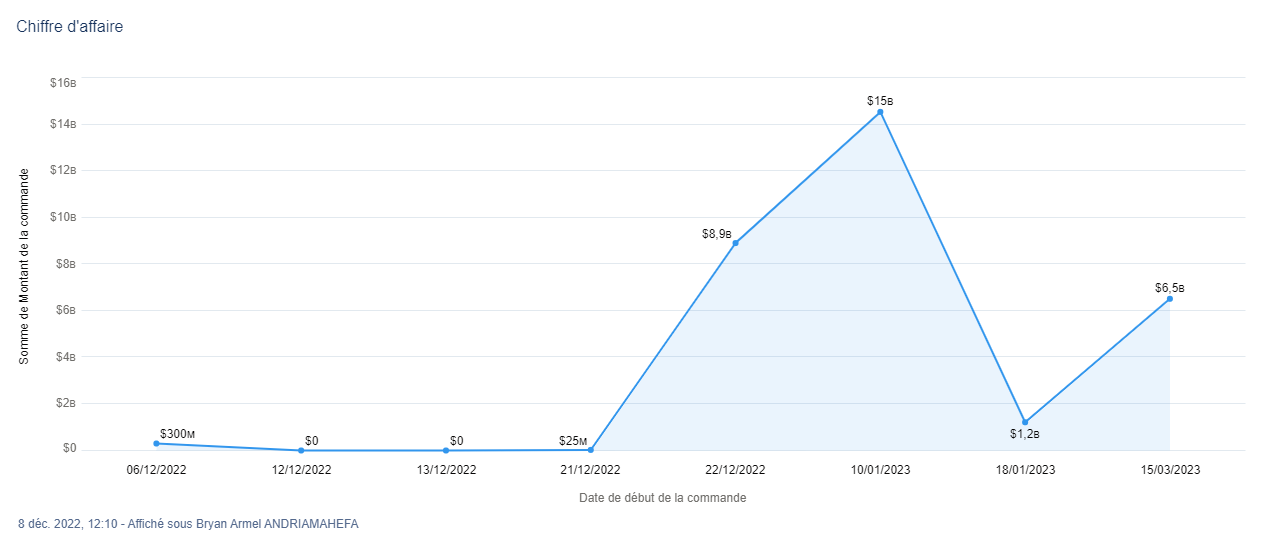 Chiffre d'affaire
Somme de Montant de la commande
$16B
$14B
$12B
$10B
$8B
$6B
$4B
$2B
$0
$300M
$0
$0
$25M
$8,9B
$15B
$1,2B
$6,5B
06/12/2022
12/12/2022
13/12/2022
21/12/2022
22/12/2022
10/01/2023
18/01/2023
15/03/2023
Date de début de la commande
8 déc. 2022, 12:10 - Affiché sous Bryan Armel ANDRIAMAHEFA